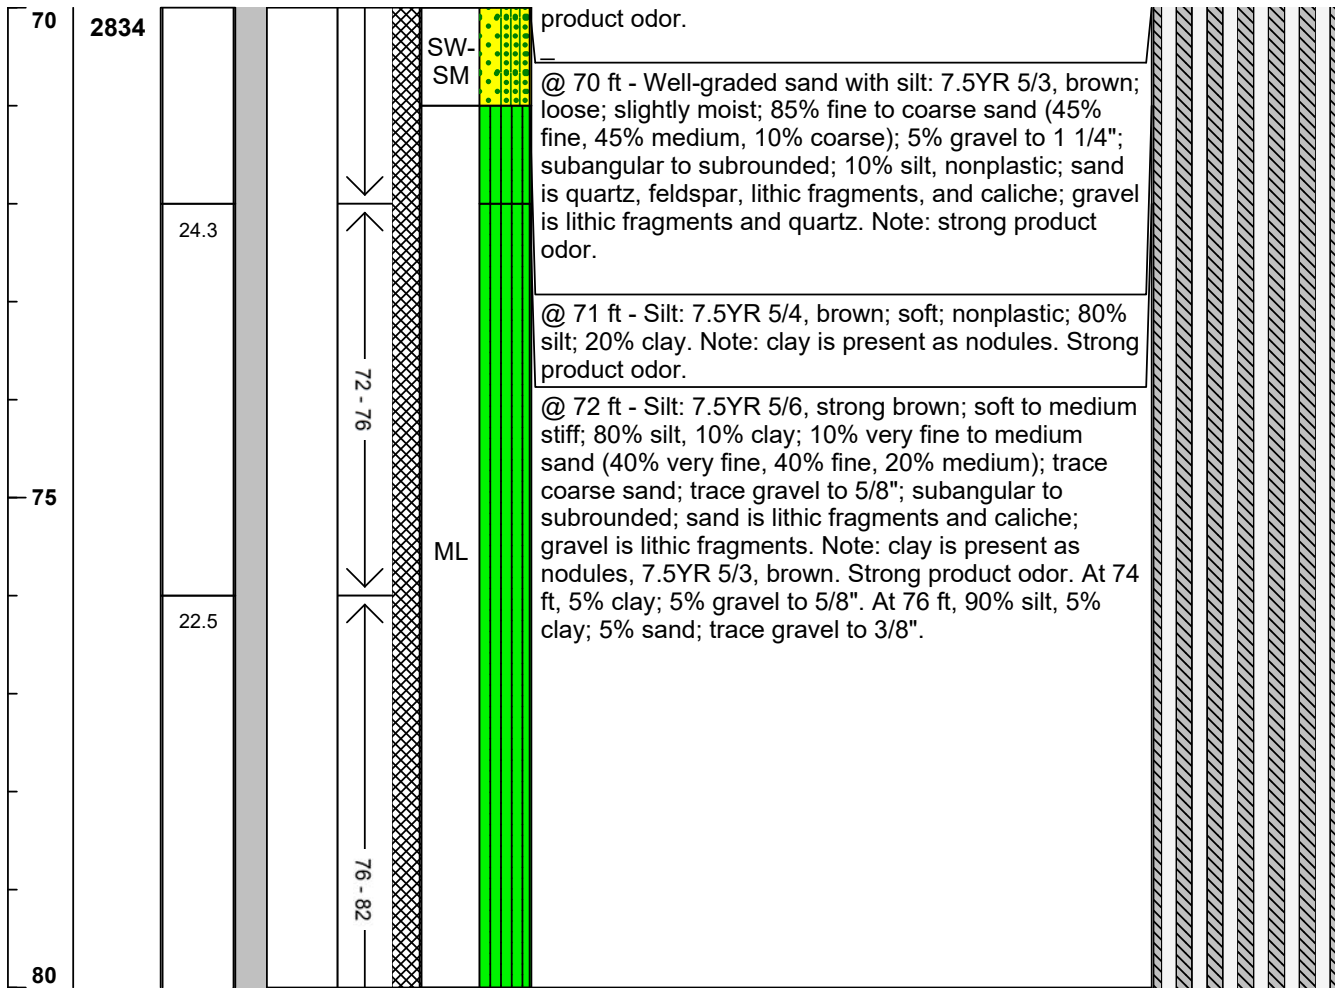 70
2834
SW-
SM
product odor.
_
@ 70 ft - Well-graded sand with silt: 7.5YR 5/3, brown;
loose; slightly moist; 85% fine to coarse sand (45%
fine, 45% medium, 10% coarse); 5% gravel to 1 1/4";
subangular to subrounded; 10% silt, nonplastic; sand
is quartz, feldspar, lithic fragments, and caliche; gravel
is lithic fragments and quartz. Note: strong product
odor.
24.3
@ 71 ft - Silt: 7.5YR 5/4, brown; soft; nonplastic; 80%
silt; 20% clay. Note: clay is present as nodules. Strong
product odor.
72 - 76
@ 72 ft - Silt: 7.5YR 5/6, strong brown; soft to medium
stiff; 80% silt, 10% clay; 10% very fine to medium
sand (40% very fine, 40% fine, 20% medium); trace
coarse sand; trace gravel to 5/8"; subangular to
subrounded; sand is lithic fragments and caliche;
gravel is lithic fragments. Note: clay is present as
nodules, 7.5YR 5/3, brown. Strong product odor. At 74
ft, 5% clay; 5% gravel to 5/8". At 76 ft, 90% silt, 5%
clay; 5% sand; trace gravel to 3/8".
75
ML
22.5
76 - 82
80